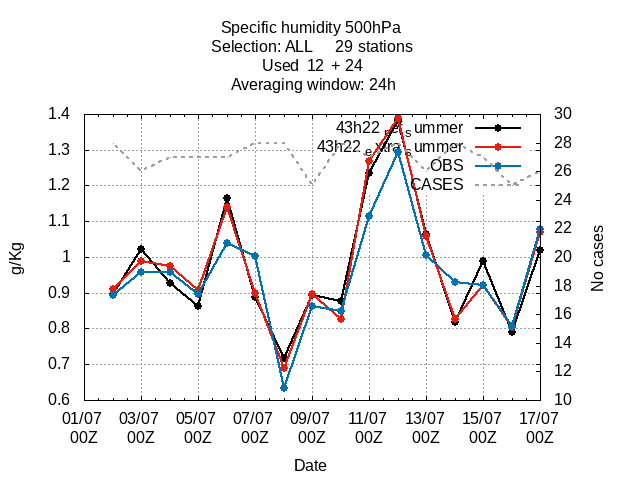 Specific humidity 500hPa
Selection: ALL 29 stations
Used 12 + 24
Averaging window: 24h
1.4
1.3
1.2
1.1
1
0.9
0.8
0.7
0.6
g/Kg
30
28
26
24
22
20
18
16
14
12
10
No cases
43h22_ref_summer
43h22_extra_summer
OBS
CASES
01/07 03/07 05/07 07/07 09/07 11/07 13/07 15/07 17/07
00Z 00Z 00Z 00Z 00Z 00Z 00Z 00Z 00Z
Date